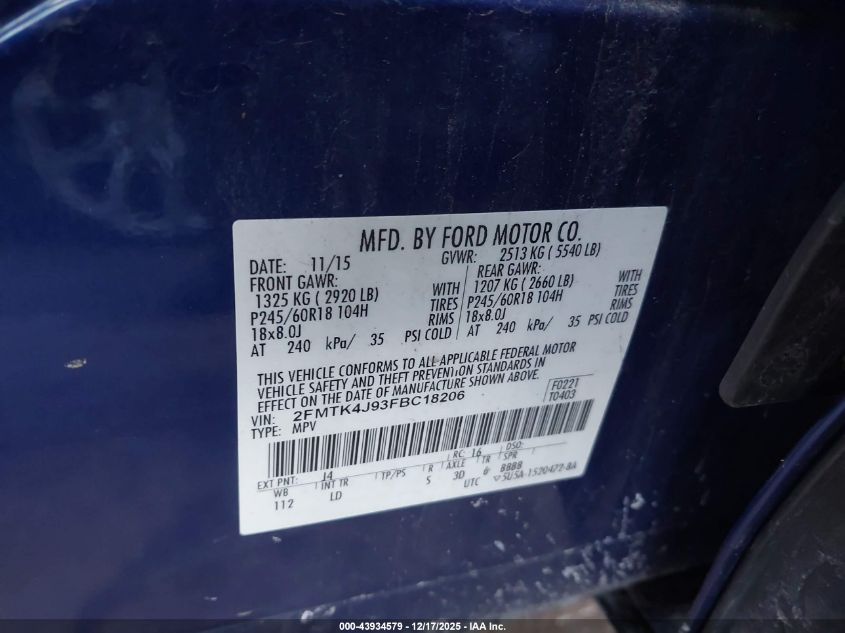 MFD. BY FORD MOTOR CO.
DATE: 11/15 GVWR: 2513 KG ( 5540 LB)
FRONT GAWR: REAR GAWR:
1325 KG ( 2920 LB) WITH 1207 KG ( 2660 LB) WITH
P245/60R18 104H TIRES P245/60R18 104H TIRES
18x8.0J RIMS 18x8.0J RIMS
AT 240 kPa/ 35 PSI COLD AT 240 kPa/ 35 PSI COLD
THIS VEHICLE CONFORMS TO ALL APPLICABLE FEDERAL MOTOR
VEHICLE SAFETY AND THEFT PREVENTION STANDARDS IN
EFFECT ON THE DATE OF MANUFACTURE SHOWN ABOVE.
VIN: 2FMTK4J93FBC18206 F0221
TYPE: MPV T0403
EXT PNT: J4 RC: 16 DSO:
WB INT TR TP/PS R AXLE TR SPR
112 LD S 3D 6 8888
UTC 5U5A-1520472-BA
000-43934579 - 12/17/2025 - IAA Inc.